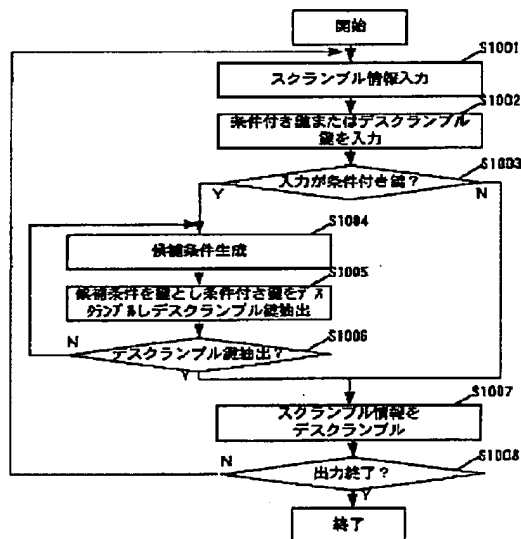 開始
S1001
スクランブル情報入力
S1002
条件付き鍵またはデスクランブル
鍵を入力
S1003
入力が条件付き鍵?
Y
N
S1004
候補条件生成
S1005
候補条件を鍵とし条件付き鍵をデス
クランブルしデスクランブル鍵抽出
S1006
デスクランブル鍵抽出?
N
Y
S1007
スクランブル情報を
デスクランブル
S1008
出力終了?
N
Y
終了